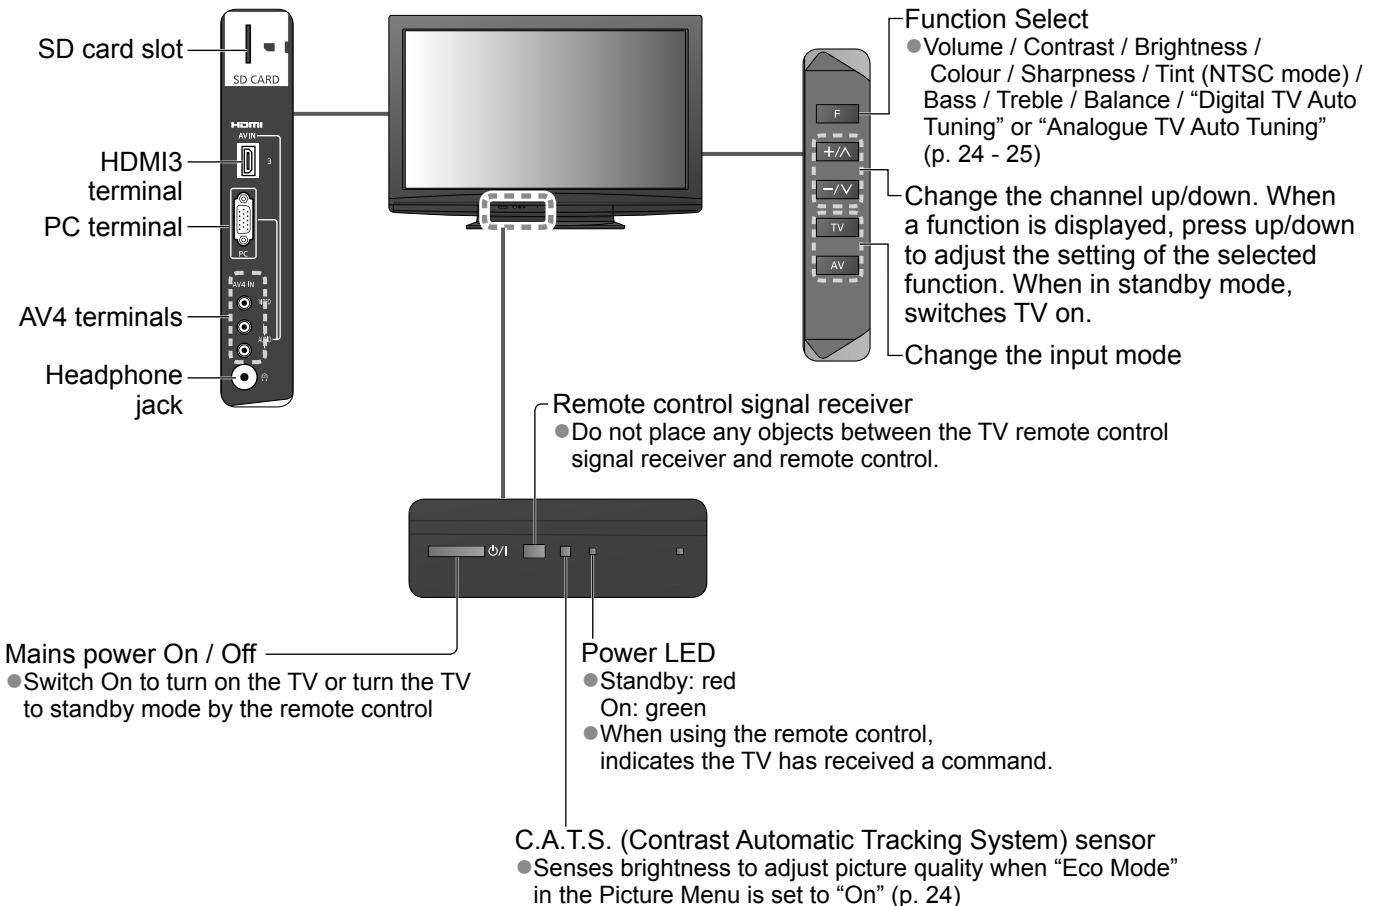 SD card slot
SD CARD
HDMI
AV IN
HDMI3
terminal
3
PC terminal
PC
AV4 IN
VIDEO
AV4 terminals
AUDIO
Headphone
jack
Function Select
●Volume / Contrast / Brightness /
Colour / Sharpness / Tint (NTSC mode) /
Bass / Treble / Balance / “Digital TV Auto
Tuning” or “Analogue TV Auto Tuning”
(p. 24 - 25)
F
+/∧
−/∨
TV
AV
Change the channel up/down. When
a function is displayed, press up/down
to adjust the setting of the selected
function. When in standby mode,
switches TV on.
Change the input mode
Remote control signal receiver
●Do not place any objects between the TV remote control
signal receiver and remote control.
⏻/I
Mains power On / Off
●Switch On to turn on the TV or turn the TV
to standby mode by the remote control
Power LED
●Standby: red
On: green
●When using the remote control,
indicates the TV has received a command.
C.A.T.S. (Contrast Automatic Tracking System) sensor
●Senses brightness to adjust picture quality when “Eco Mode”
in the Picture Menu is set to “On” (p. 24)